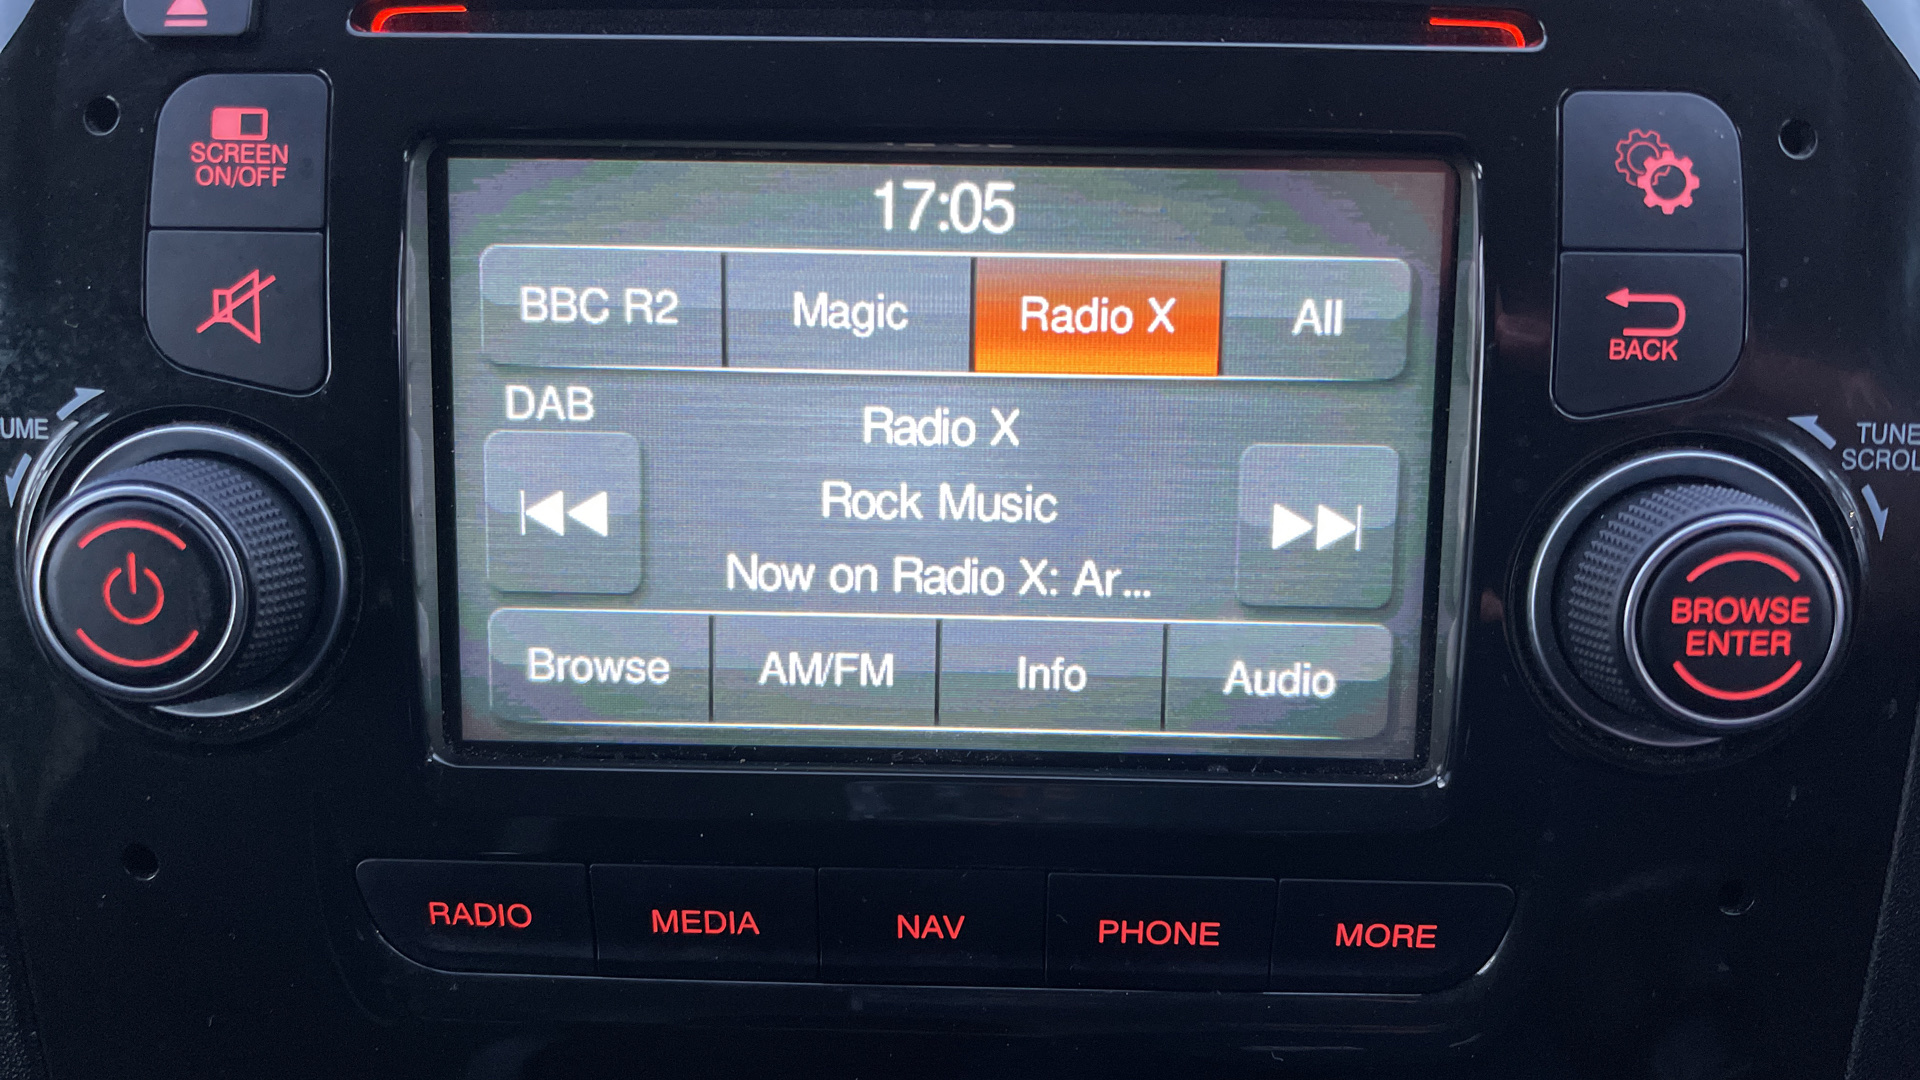 SCREEN
ON/OFF
17:05
BBC R2 Magic Radio X All
BACK
DAB
Radio X
Rock Music
Now on Radio X: Ar...
UME
TUNE
SCROL
BROWSE
ENTER
Browse AM/FM Info Audio
RADIO MEDIA NAV PHONE MORE